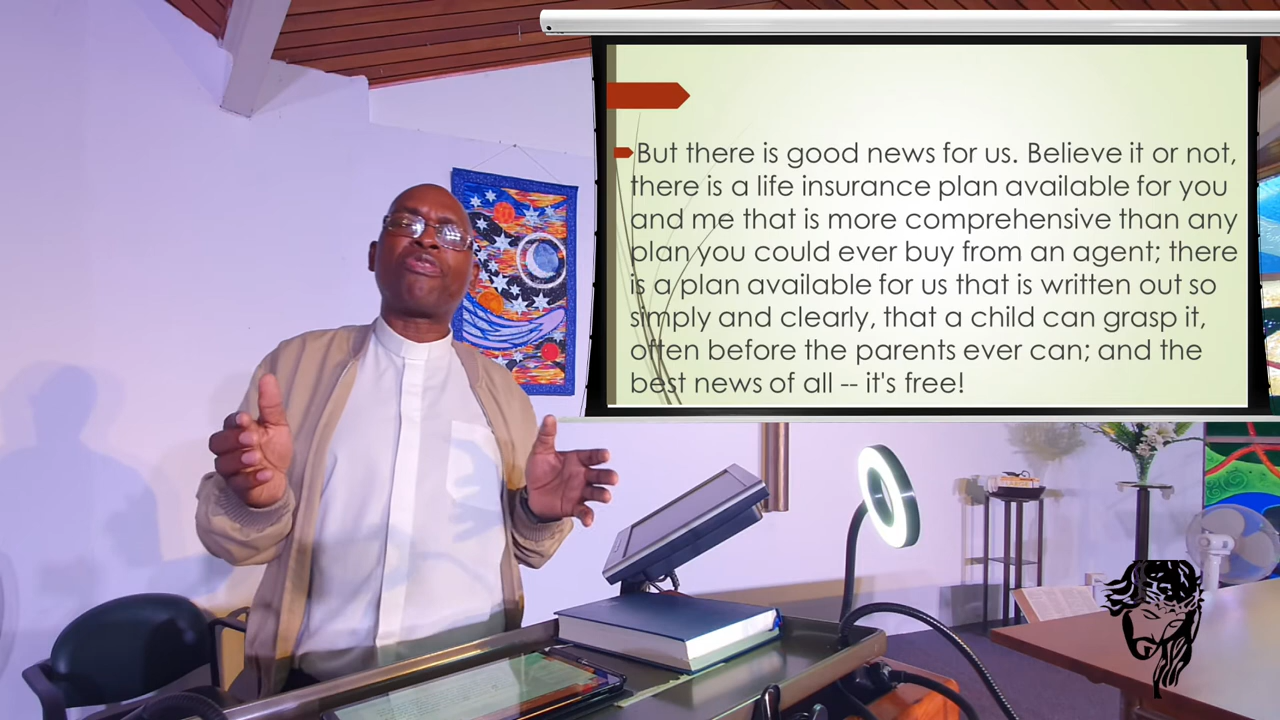 But there is good news for us. Believe it or not,
there is a life insurance plan available for you
and me that is more comprehensive than any
plan you could ever buy from an agent; there
is a plan available for us that is written out so
simply and clearly, that a child can grasp it,
often before the parents ever can; and the
best news of all -- it's free!